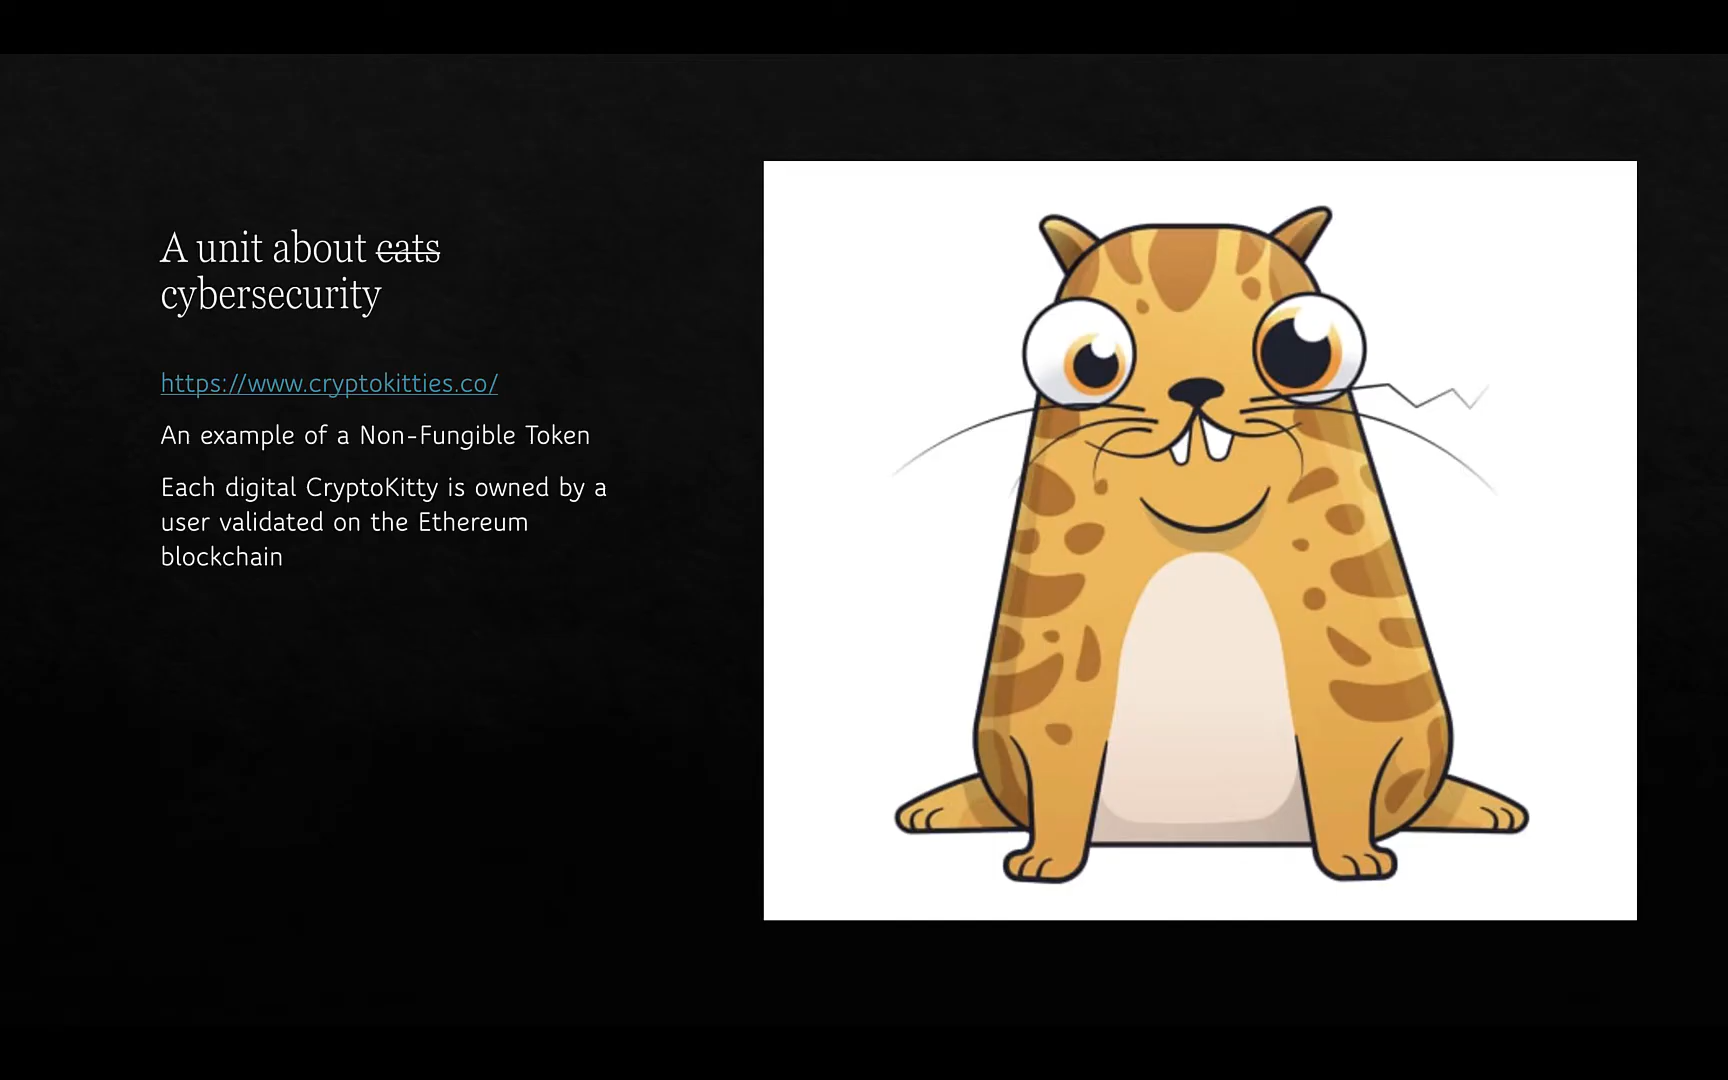 A unit about cats
cybersecurity
https://www.cryptokitties.co/
An example of a Non-Fungible Token
Each digital CryptoKitty is owned by a
user validated on the Ethereum
blockchain